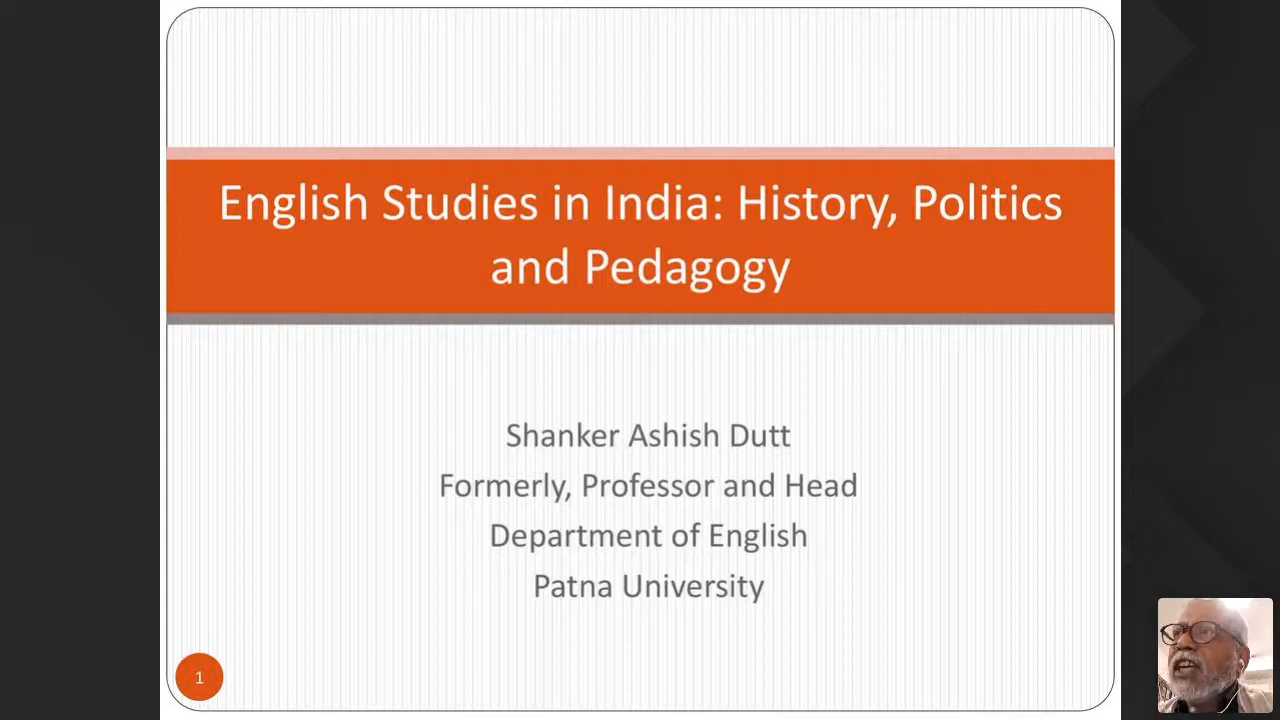 English Studies in India: History, Politics
and Pedagogy
Shanker Ashish Dutt
Formerly, Professor and Head
Department of English
Patna University
1